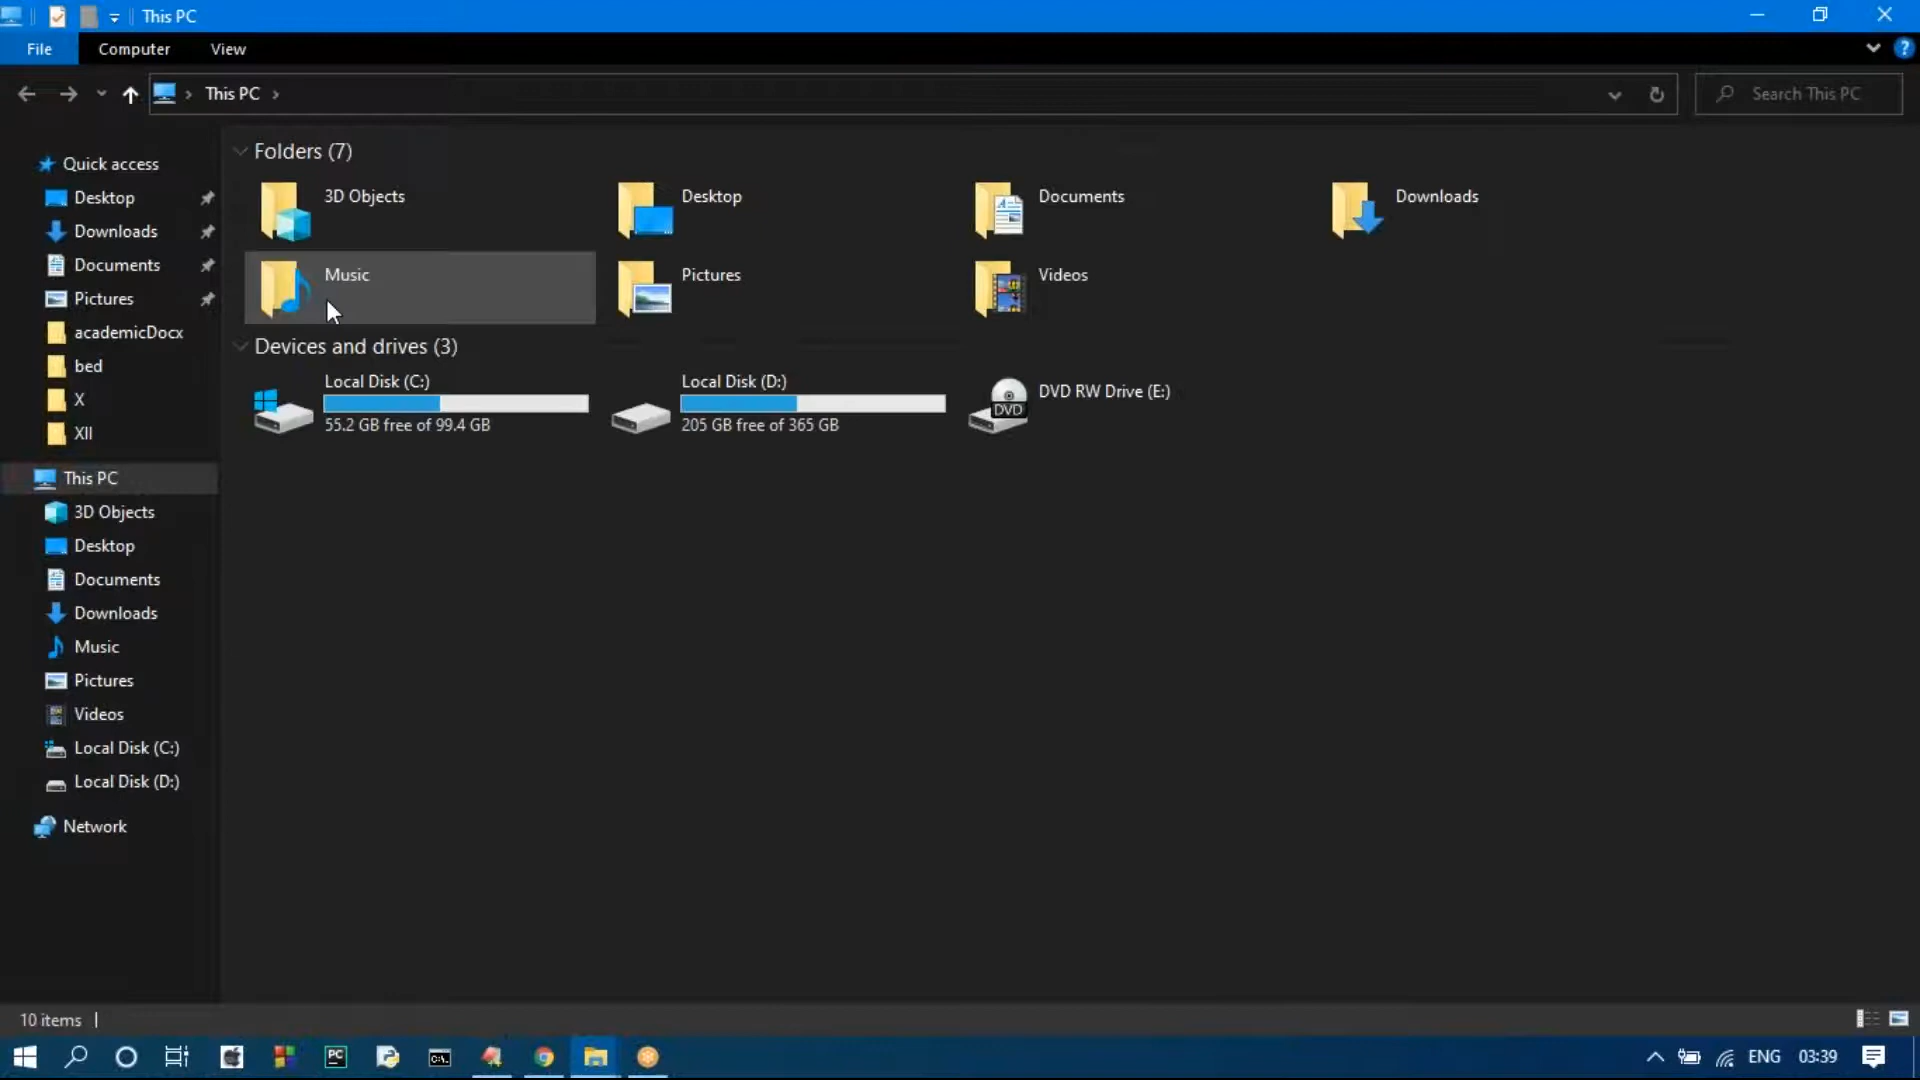 This PC
File
Computer
View
?
This PC
Search This PC
Quick access
Desktop
Downloads
Documents
Pictures
academicDocx
bed
X
XII
This PC
3D Objects
Desktop
Documents
Downloads
Music
Pictures
Videos
Local Disk (C:)
Local Disk (D:)
Network
Folders (7)
3D Objects
Desktop
Documents
Downloads
Music
Pictures
Videos
Devices and drives (3)
Local Disk (C:)
55.2 GB free of 99.4 GB
Local Disk (D:)
205 GB free of 365 GB
DVD
DVD RW Drive (E:)
10 items
PC
C:\.
ENG
03:39